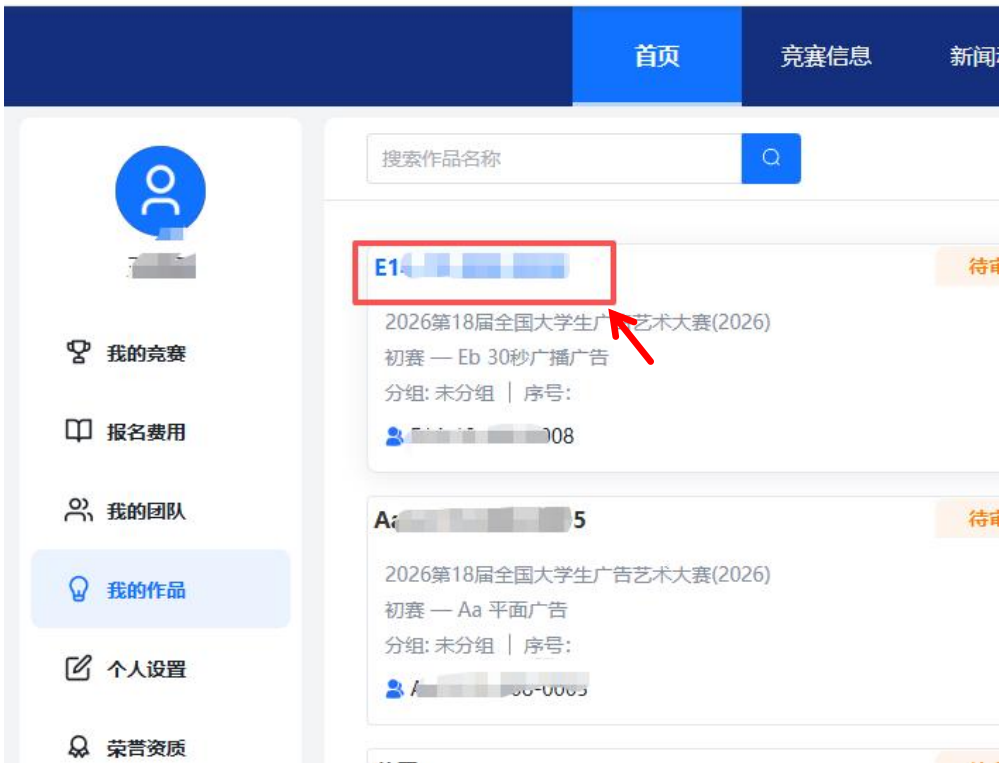 首页 竞赛信息 新闻
搜索作品名称
E1
待审
2026第18届全国大学生广告艺术大赛(2026)
初赛 — Eb 30秒广播广告
分组: 未分组 | 序号:
008
我的竞赛
报名费用
我的团队
我的作品
个人设置
荣誉资质
Aa 5
待审
2026第18届全国大学生广告艺术大赛(2026)
初赛 — Aa 平面广告
分组: 未分组 | 序号: